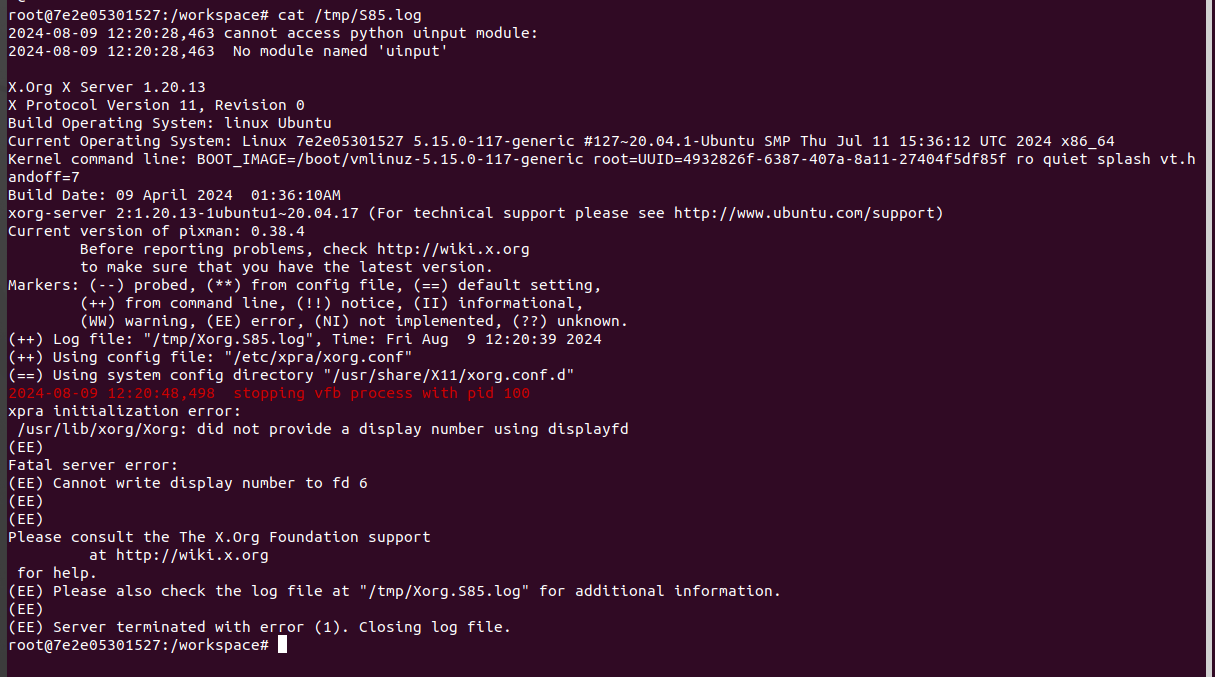 root@7e2e05301527:/workspace# cat /tmp/S85.log
2024-08-09 12:20:28,463 cannot access python uinput module:
2024-08-09 12:20:28,463  No module named 'uinput'

X.Org X Server 1.20.13
X Protocol Version 11, Revision 0
Build Operating System: linux Ubuntu
Current Operating System: Linux 7e2e05301527 5.15.0-117-generic #127~20.04.1-Ubuntu SMP Thu Jul 11 15:36:12 UTC 2024 x86_64
Kernel command line: BOOT_IMAGE=/boot/vmlinuz-5.15.0-117-generic root=UUID=4932826f-6387-407a-8a11-27404f5df85f ro quiet splash vt.h
andoff=7
Build Date: 09 April 2024  01:36:10AM
xorg-server 2:1.20.13-1ubuntu1~20.04.17 (For technical support please see http://www.ubuntu.com/support)
Current version of pixman: 0.38.4
        Before reporting problems, check http://wiki.x.org
        to make sure that you have the latest version.
Markers: (--) probed, (**) from config file, (==) default setting,
        (++) from command line, (!!) notice, (II) informational,
        (WW) warning, (EE) error, (NI) not implemented, (??) unknown.
(++) Log file: "/tmp/Xorg.S85.log", Time: Fri Aug  9 12:20:39 2024
(++) Using config file: "/etc/xpra/xorg.conf"
(==) Using system config directory "/usr/share/X11/xorg.conf.d"
2024-08-09 12:20:48,498  stopping vfb process with pid 100
xpra initialization error:
 /usr/lib/xorg/Xorg: did not provide a display number using displayfd
(EE)
Fatal server error:
(EE) Cannot write display number to fd 6
(EE)
(EE)
Please consult the The X.Org Foundation support
         at http://wiki.x.org
 for help.
(EE) Please also check the log file at "/tmp/Xorg.S85.log" for additional information.
(EE)
(EE) Server terminated with error (1). Closing log file.
root@7e2e05301527:/workspace#